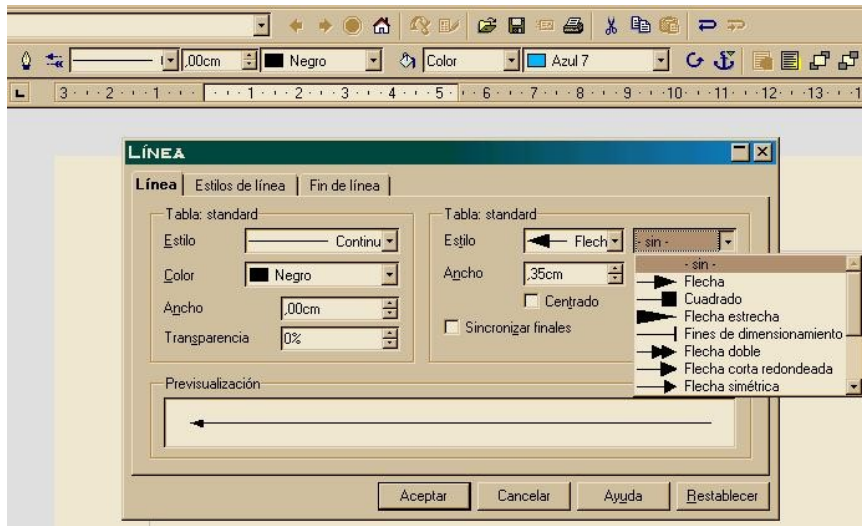 ,00cm Negro Color Azul 7
3 2 1 1 2 3 4 5 6 7 8 9 10 11 12 13 1
LÍNEA
Línea Estilos de línea Fin de línea
Tabla: standard
Estilo Continu
Color Negro
Ancho ,00cm
Transparencia 0%
Tabla: standard
Estilo Flech - sin -
Ancho ,35cm
Centrado
Sincronizar finales
- sin -
Flecha
Cuadrado
Flecha estrecha
Fines de dimensionamiento
Flecha doble
Flecha corta redondeada
Flecha simétrica
Previsualización
Aceptar Cancelar Ayuda Restablecer